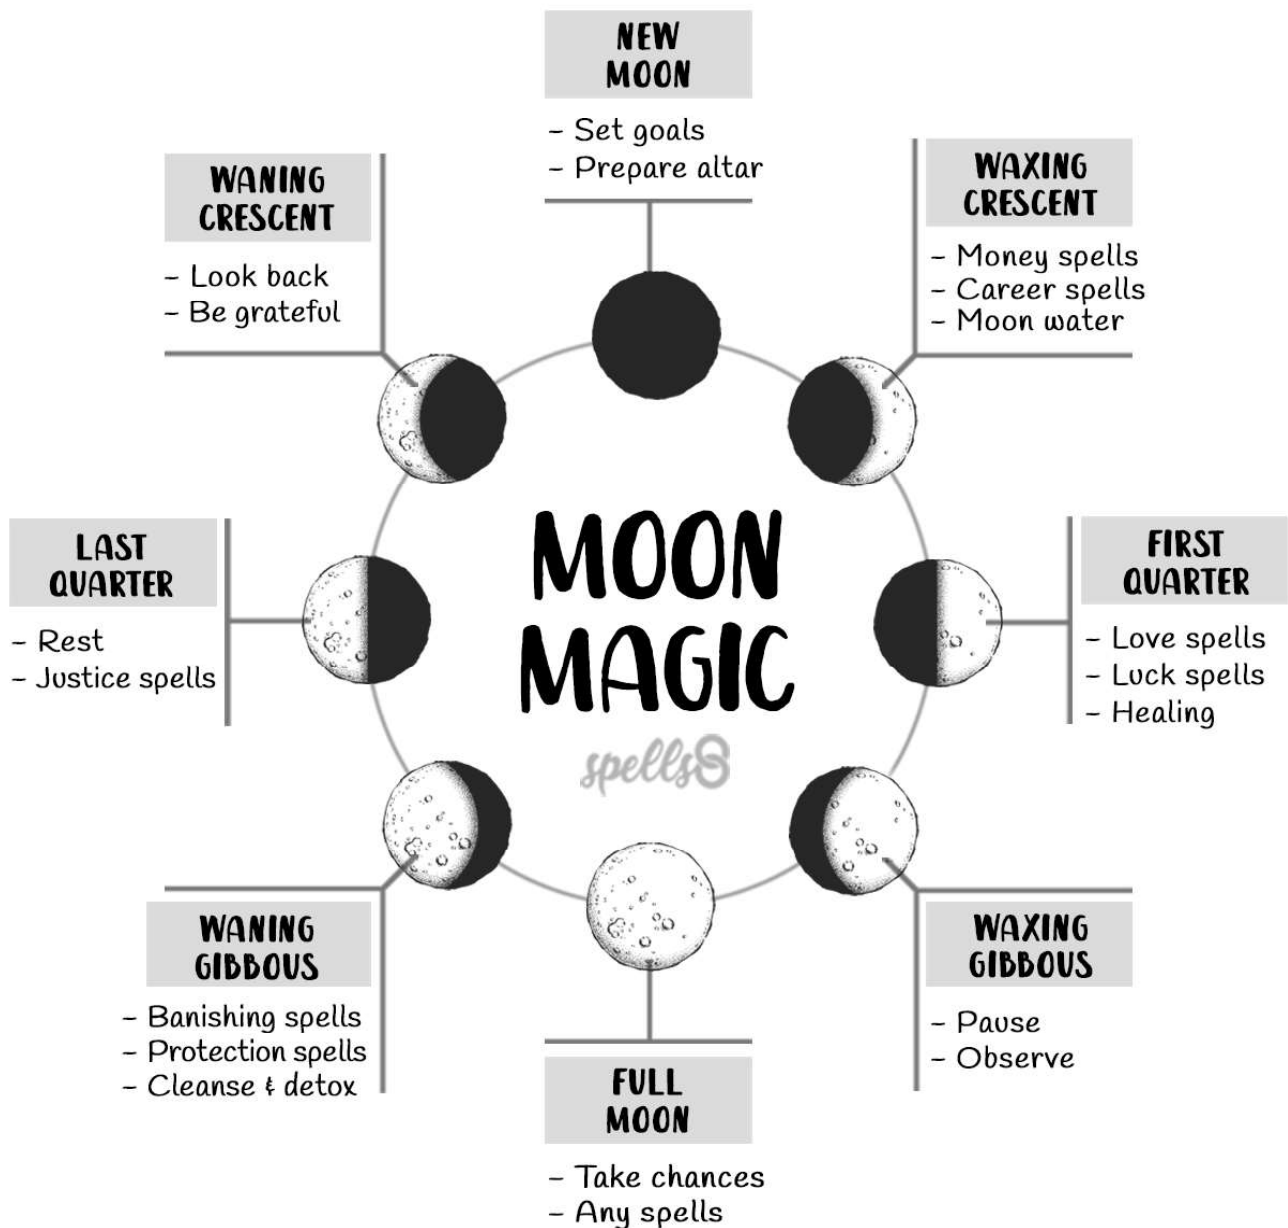 NEW
MOON
- Set goals
- Prepare altar
WAXING
CRESCENT
- Money spells
- Career spells
- Moon water
FIRST
QUARTER
- Love spells
- Luck spells
- Healing
WAXING
GIBBOUS
- Pause
- Observe
FULL
MOON
- Take chances
- Any spells
WANING
GIBBOUS
- Banishing spells
- Protection spells
- Cleanse & detox
LAST
QUARTER
- Rest
- Justice spells
WANING
CRESCENT
- Look back
- Be grateful
MOON
MAGIC
spells8